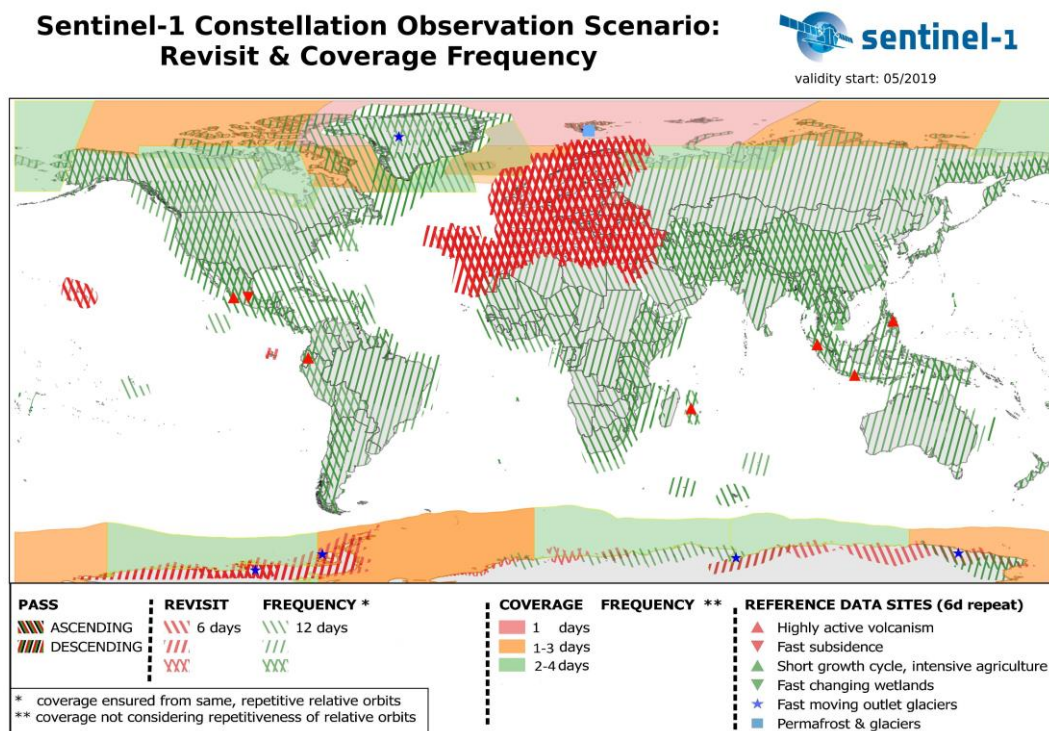 Sentinel-1 Constellation Observation Scenario:
Revisit & Coverage Frequency
sentinel-1
validity start: 05/2019
PASS
ASCENDING
DESCENDING
REVISIT FREQUENCY *
6 days 12 days
COVERAGE FREQUENCY **
1 days
1-3 days
2-4 days
REFERENCE DATA SITES (6d repeat)
Highly active volcanism
Fast subsidence
Short growth cycle, intensive agriculture
Fast changing wetlands
Fast moving outlet glaciers
Permafrost & glaciers
* coverage ensured from same, repetitive relative orbits
** coverage not considering repetitiveness of relative orbits